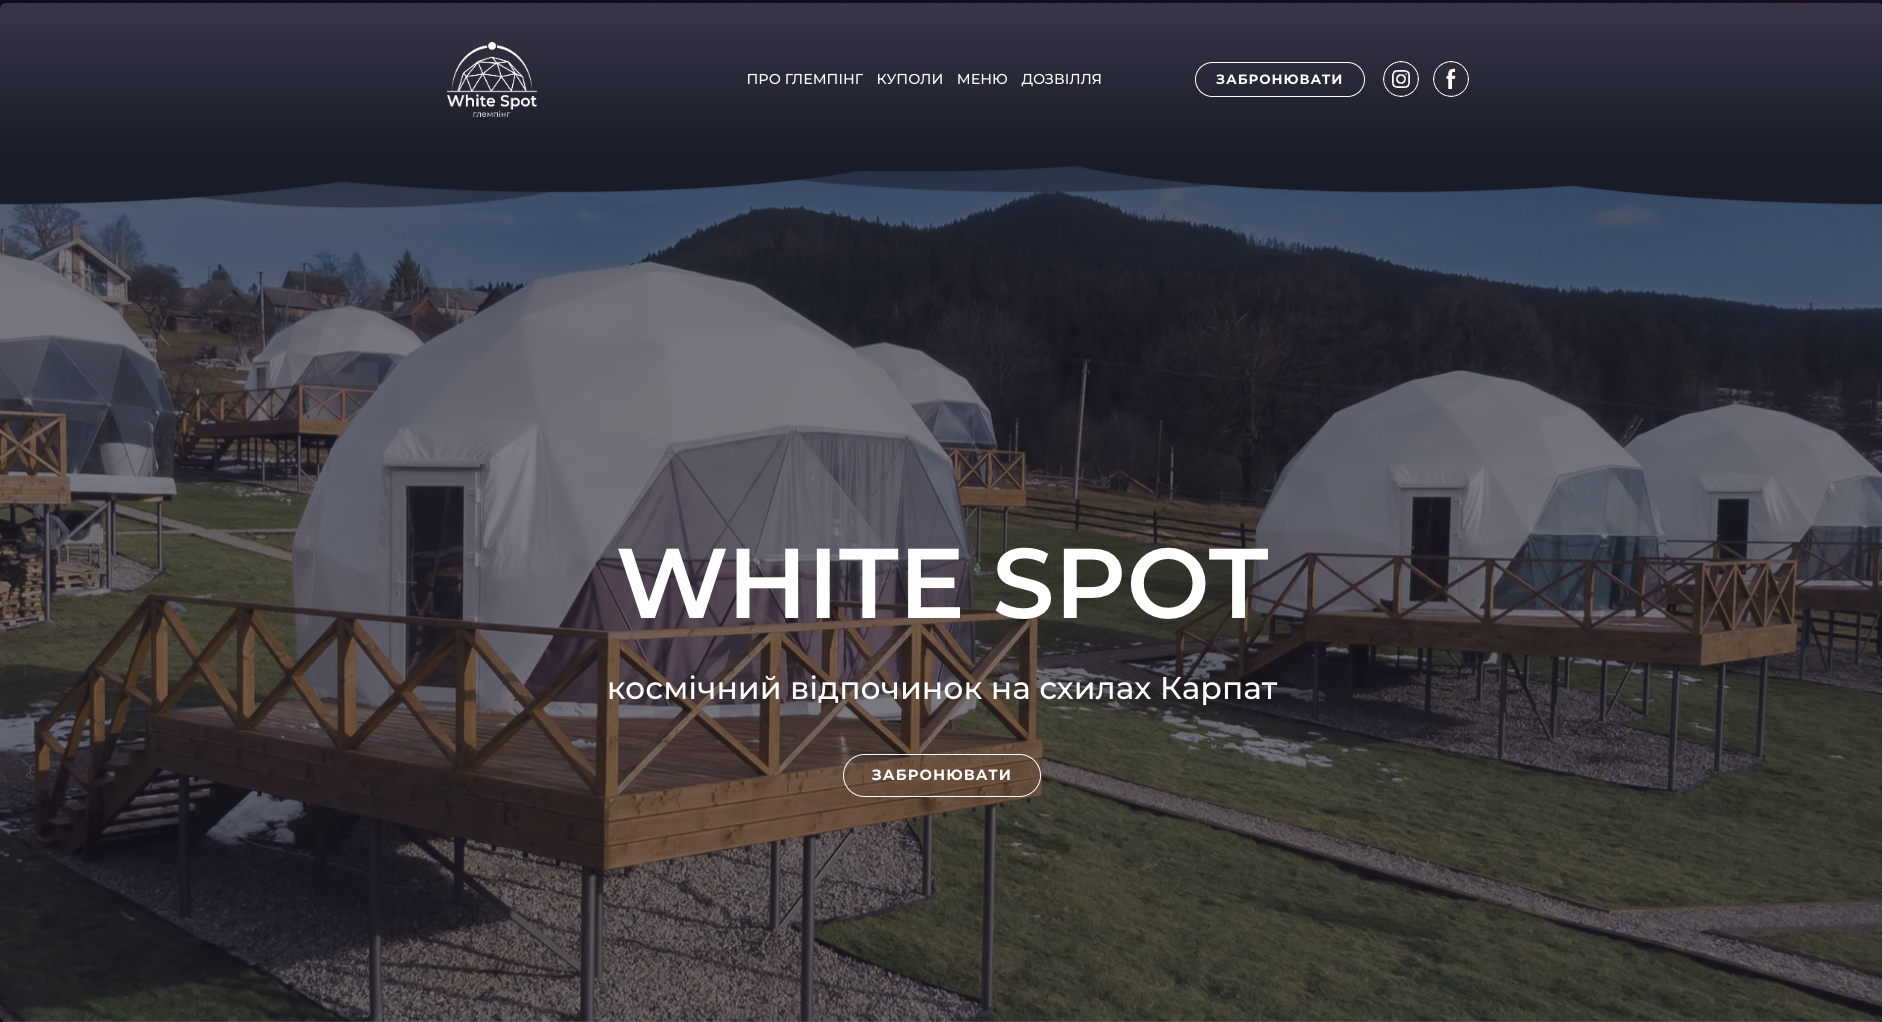 White Spot
глемпінг
ПРО ГЛЕМПІНГ КУПОЛИ МЕНЮ ДОЗВІЛЛЯ
ЗАБРОНЮВАТИ
WHITE SPOT
космічний відпочинок на схилах Карпат
ЗАБРОНЮВАТИ